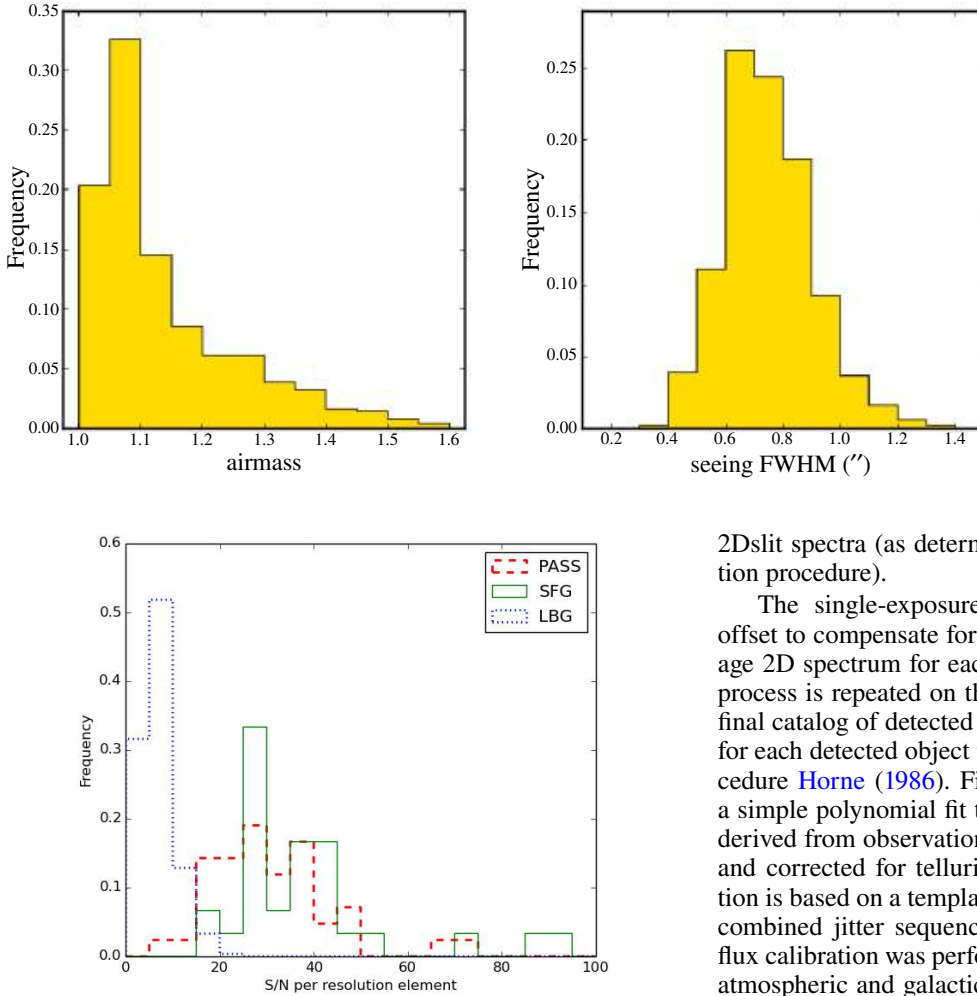 0.35
0.30
0.25
0.20
0.15
0.10
0.05
0.00
Frequency
1.0 1.1 1.2 1.3 1.4 1.5 1.6
airmass
0.25
0.20
0.15
0.10
0.05
0.00
Frequency
0.2 0.4 0.6 0.8 1.0 1.2 1.4
seeing FWHM (″)
0.6
0.5
0.4
0.3
0.2
0.1
0.0
Frequency
PASS
SFG
LBG
0 20 40 60 80 100
S/N per resolution element
2Dslit spectra (as determ
tion procedure).
The single-exposure
offset to compensate for
age 2D spectrum for eac
process is repeated on th
final catalog of detected
for each detected object
cedure Horne (1986). Fi
a simple polynomial fit t
derived from observation
and corrected for telluri
tion is based on a templa
combined jitter sequenc
flux calibration was perfo
atmospheric and galactic